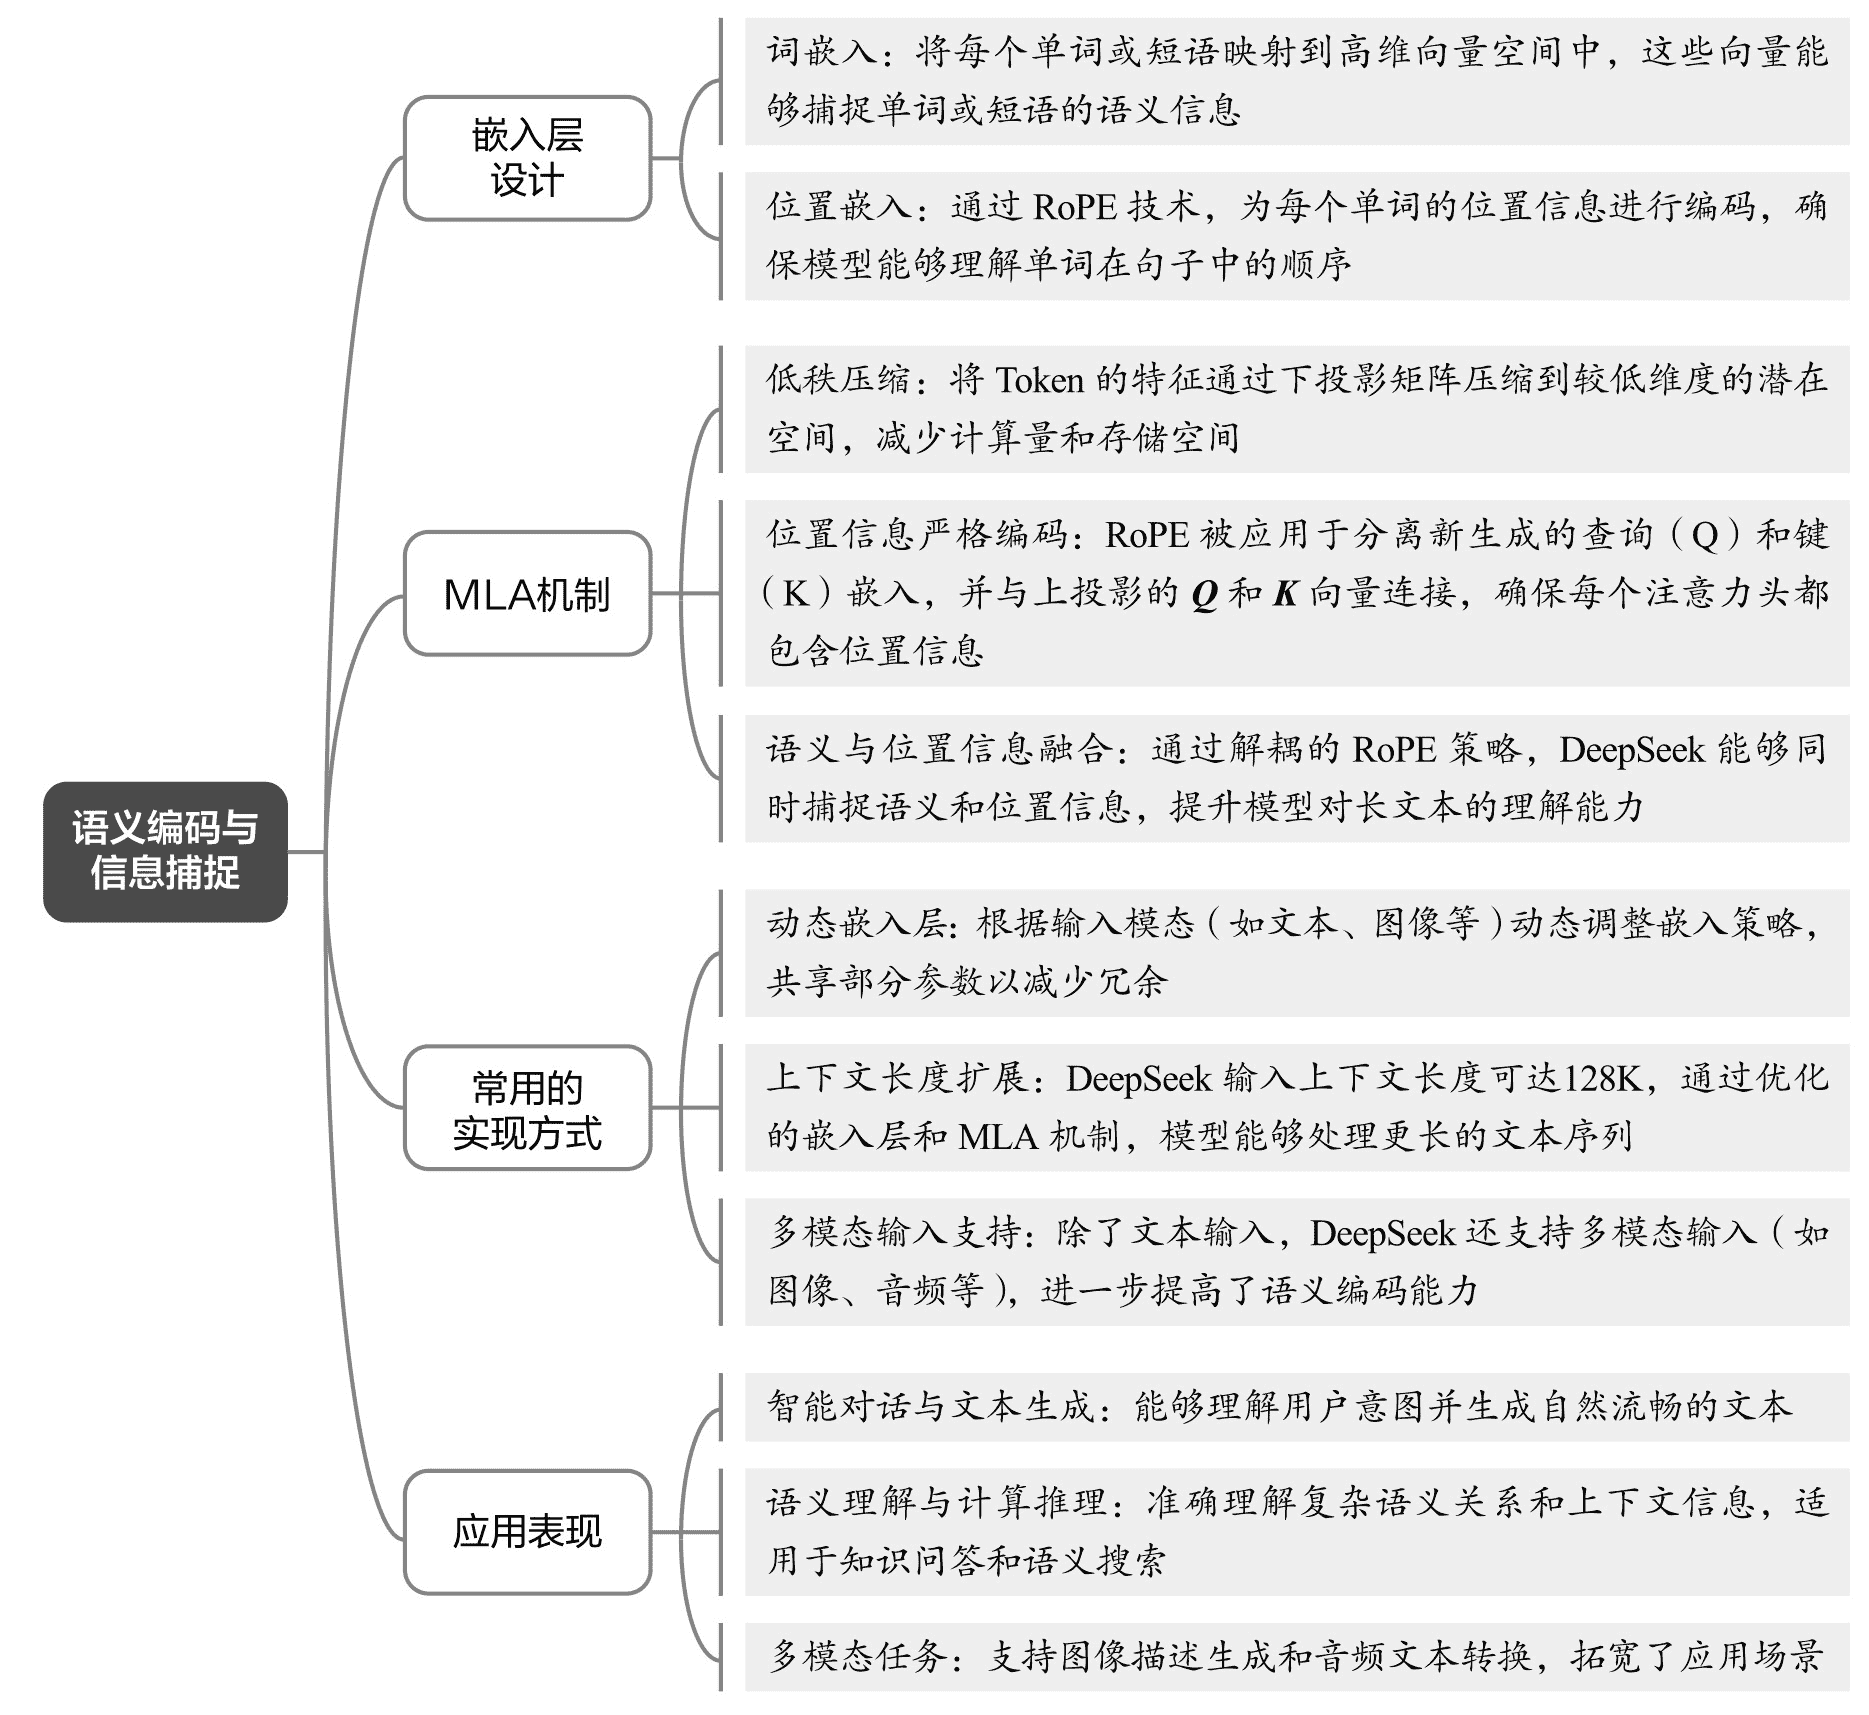 语义编码与
信息捕捉
嵌入层
设计
词嵌入：将每个单词或短语映射到高维向量空间中，这些向量能
够捕捉单词或短语的语义信息
位置嵌入：通过 RoPE 技术，为每个单词的位置信息进行编码，确
保模型能够理解单词在句子中的顺序
MLA机制
低秩压缩：将 Token 的特征通过下投影矩阵压缩到较低维度的潜在
空间，减少计算量和存储空间
位置信息严格编码：RoPE 被应用于分离新生成的查询（Q）和键
（K）嵌入，并与上投影的 Q 和 K 向量连接，确保每个注意力头都
包含位置信息
语义与位置信息融合：通过解耦的 RoPE 策略，DeepSeek 能够同
时捕捉语义和位置信息，提升模型对长文本的理解能力
常用的
实现方式
动态嵌入层：根据输入模态（如文本、图像等）动态调整嵌入策略，
共享部分参数以减少冗余
上下文长度扩展：DeepSeek 输入上下文长度可达128K，通过优化
的嵌入层和 MLA 机制，模型能够处理更长的文本序列
多模态输入支持：除了文本输入，DeepSeek 还支持多模态输入（如
图像、音频等），进一步提高了语义编码能力
应用表现
智能对话与文本生成：能够理解用户意图并生成自然流畅的文本
语义理解与计算推理：准确理解复杂语义关系和上下文信息，适
用于知识问答和语义搜索
多模态任务：支持图像描述生成和音频文本转换，拓宽了应用场景